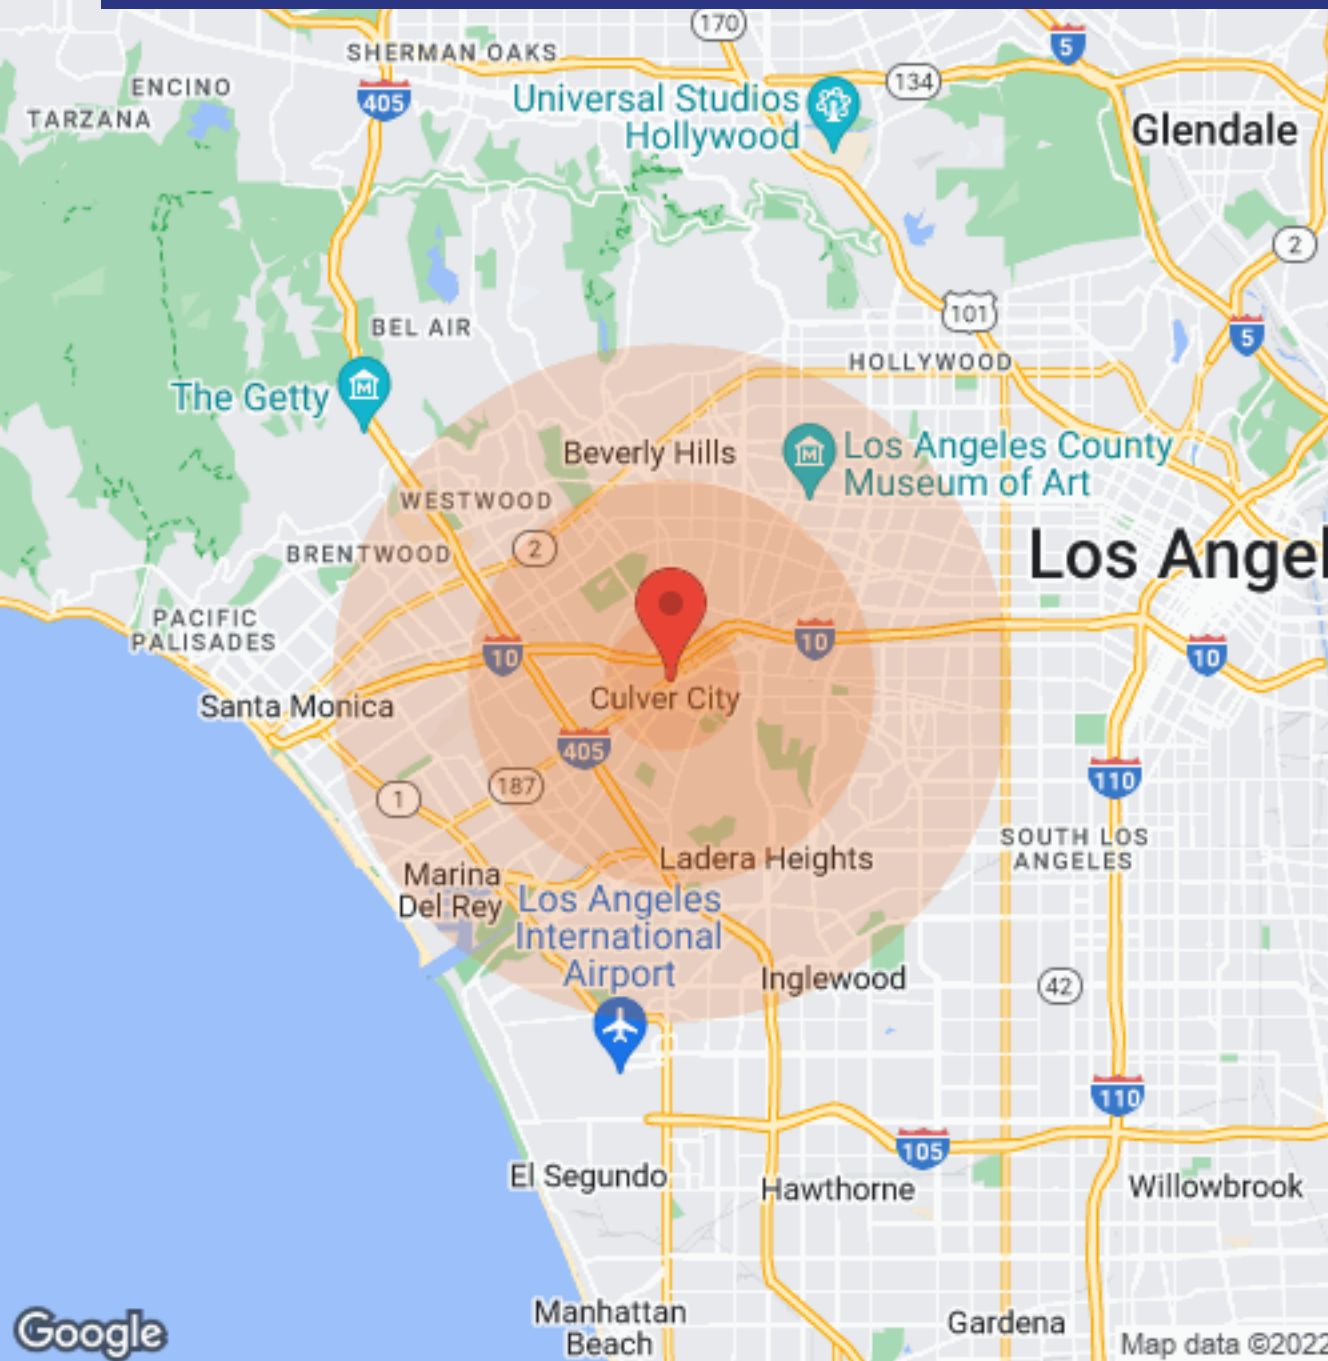 170
SHERMAN OAKS
5
ENCINO
134
405
Universal Studios
Hollywood
TARZANA
Glendale
2
101
BEL AIR
5
HOLLYWOOD
The Getty
Beverly Hills
Los Angeles County
Museum of Art
WESTWOOD
2
BRENTWOOD
Los Angel
PACIFIC
PALISADES
10
10
10
Culver City
Santa Monica
405
110
187
1
SOUTH LOS
ANGELES
Ladera Heights
Marina
Del Rey
Los Angeles
International
Airport
Inglewood
42
110
105
El Segundo
Hawthorne
Willowbrook
Manhattan
Beach
Gardena
Google
Map data ©2022